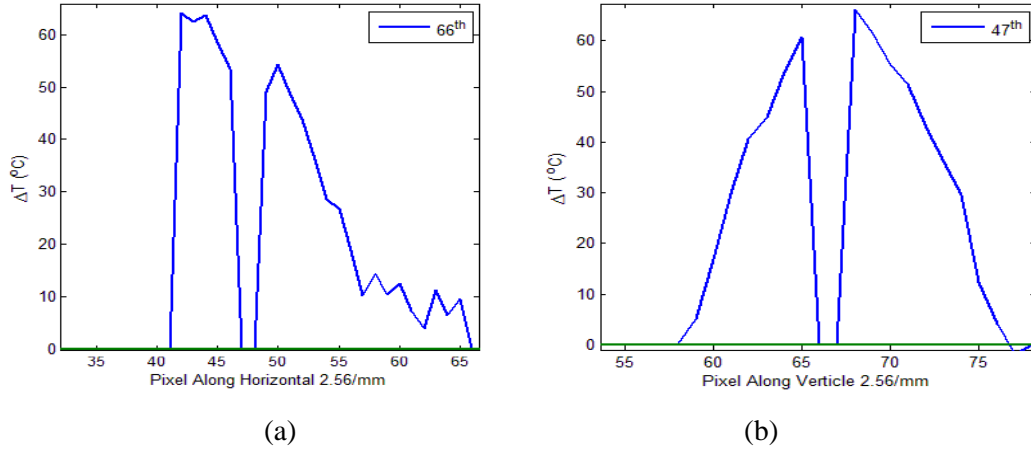 66th
60
50
40
30
20
10
0
ΔT (ºC)
35 40 45 50 55 60 65
Pixel Along Horizontal 2.56/mm
(a)
47th
60
50
40
30
20
10
0
ΔT (ºC)
55 60 65 70 75
Pixel Along Verticle 2.56/mm
(b)